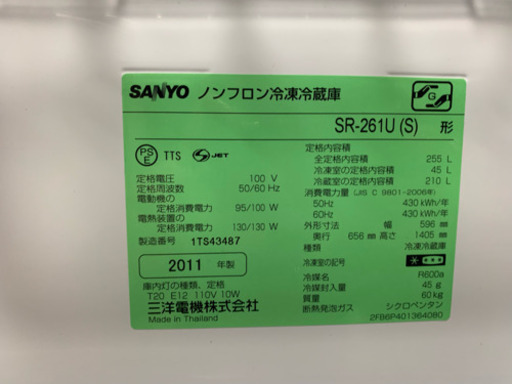 SANYO ノンフロン冷凍冷蔵庫
G
SR-261U (S) 形
PS E TTS S JET
定格電圧 100 V
定格周波数 50/60 Hz
電動機の
定格消費電力 95/100 W
電熱装置の
定格消費電力 130/130 W
製造番号 1TS43487
2011 年製
庫内灯の種類、定格
T20 E12 110V 10W
三洋電機株式会社
Made in Thailand
定格内容積
全定格内容積 255 L
冷凍室の定格内容積 45 L
冷蔵室の定格内容積 210 L
消費電力量 (JIS C 9801-2006年)
50Hz 430 kWh/年
60Hz 430 kWh/年
外形寸法 幅 596 mm
奥行 656 mm 高さ 1405 mm
種類 冷凍冷蔵庫
冷凍室の記号
冷媒 R600a
冷媒封入量 45 g
質量 60 kg
断熱発泡ガス シクロペンタン
2FB6P401364080